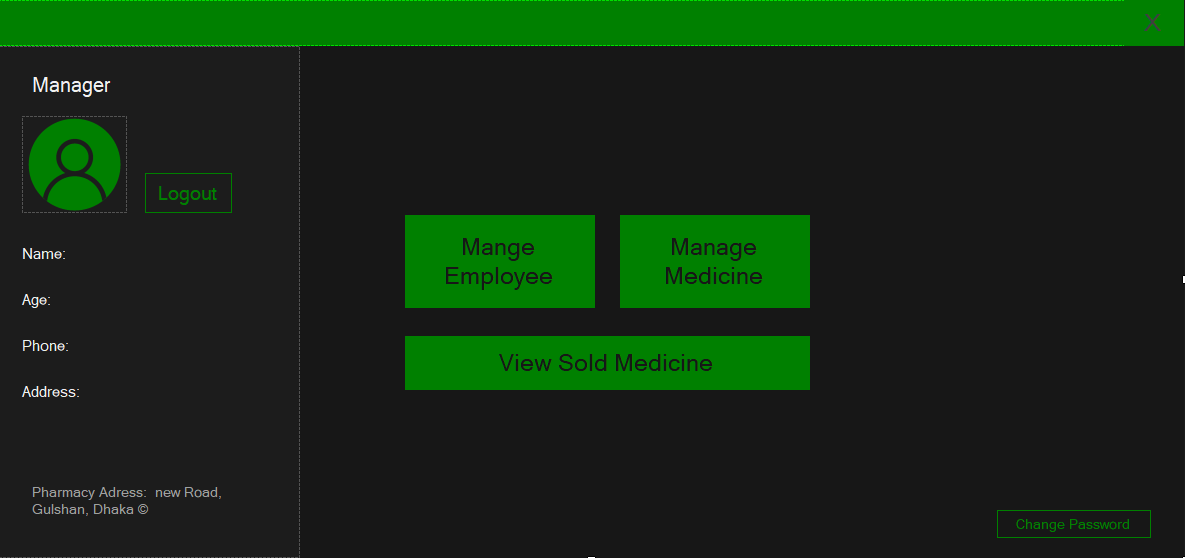 X
Manager
Logout
Name:
Age:
Phone:
Address:
Mange
Employee
Manage
Medicine
View Sold Medicine
Pharmacy Adress:  new Road,
Gulshan, Dhaka ©
Change Password